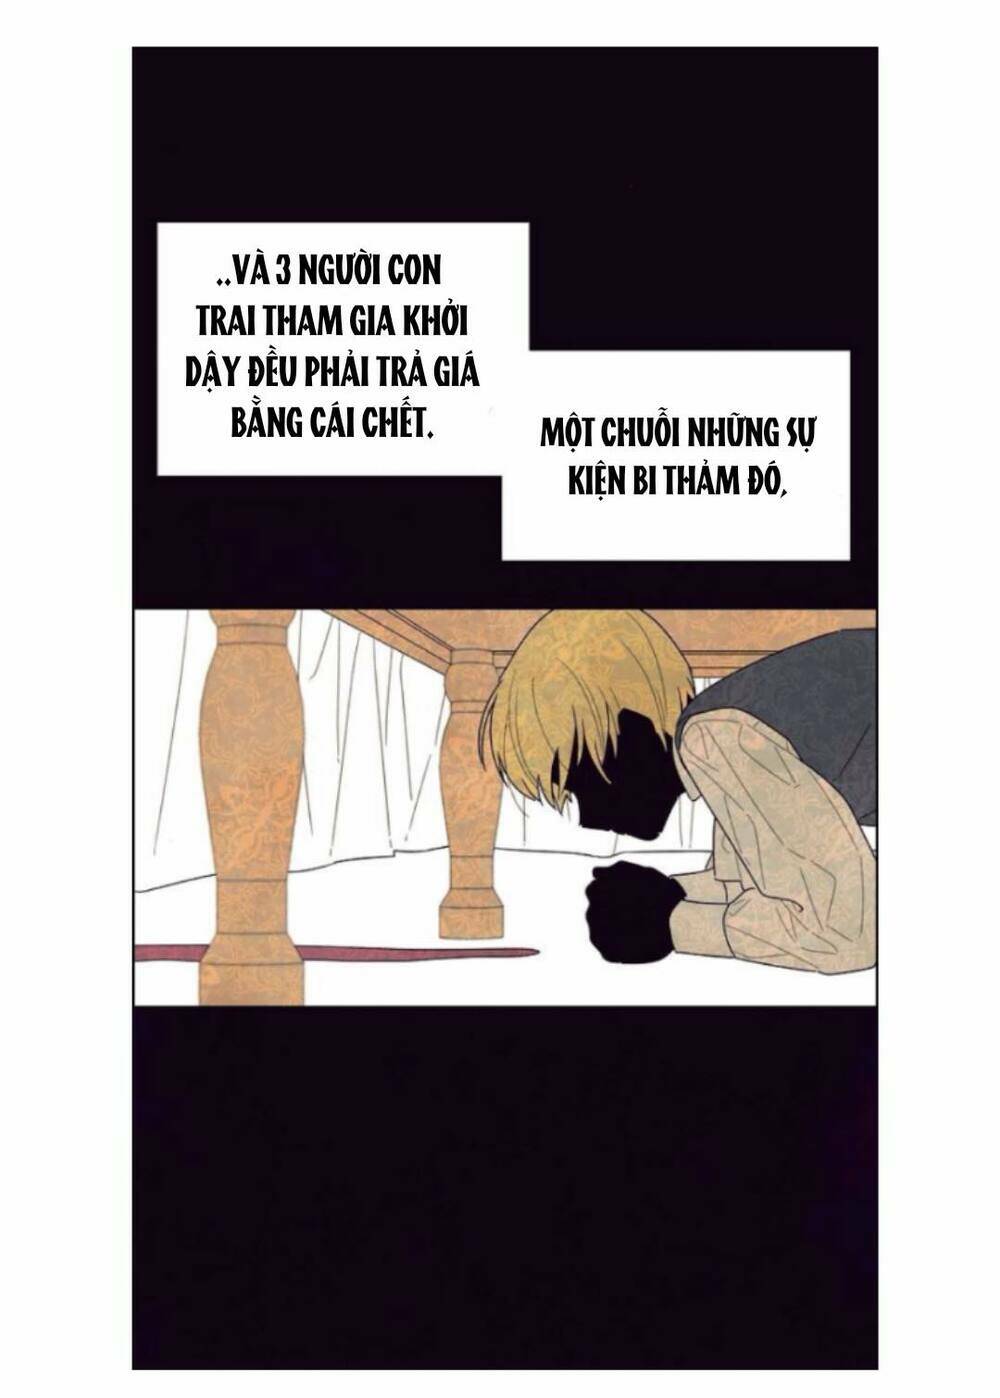 ..VÀ 3 NGƯỜI CON
TRAI THAM GIA KHỞI
DẬY ĐỀU PHẢI TRẢ GIÁ
BẰNG CÁI CHẾT.
MỘT CHUỖI NHỮNG SỰ
KIỆN BI THẢM ĐÓ,